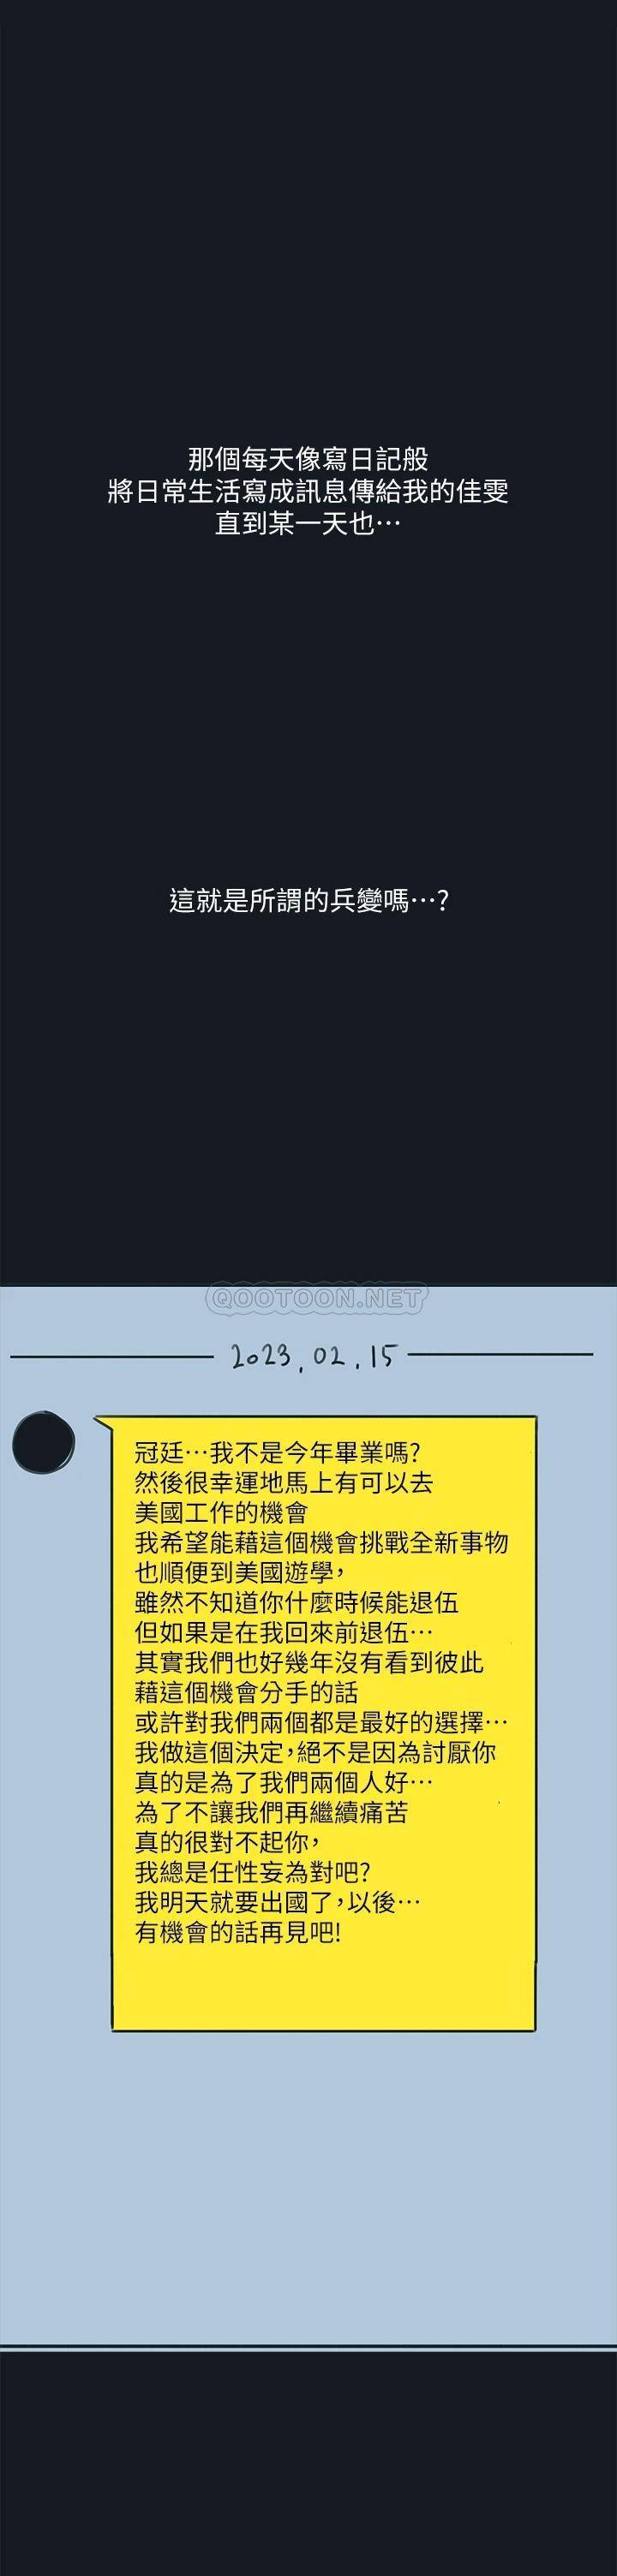 那個每天像寫日記般
將日常生活寫成訊息傳給我的佳雯
直到某一天也…
這就是所謂的兵變嗎…?
QOOTOON.NET
2023.02.15
冠廷…我不是今年畢業嗎?
然後很幸運地馬上有可以去
美國工作的機會
我希望能藉這個機會挑戰全新事物
也順便到美國遊學，
雖然不知道你什麼時候能退伍
但如果是在我回來前退伍…
其實我們也好幾年沒有看到彼此
藉這個機會分手的話
或許對我們兩個都是最好的選擇…
我做這個決定，絕不是因為討厭你
真的是為了我們兩個人好…
為了不讓我們再繼續痛苦
真的很對不起你，
我總是任性妄為對吧?
我明天就要出國了，以後…
有機會的話再見吧!